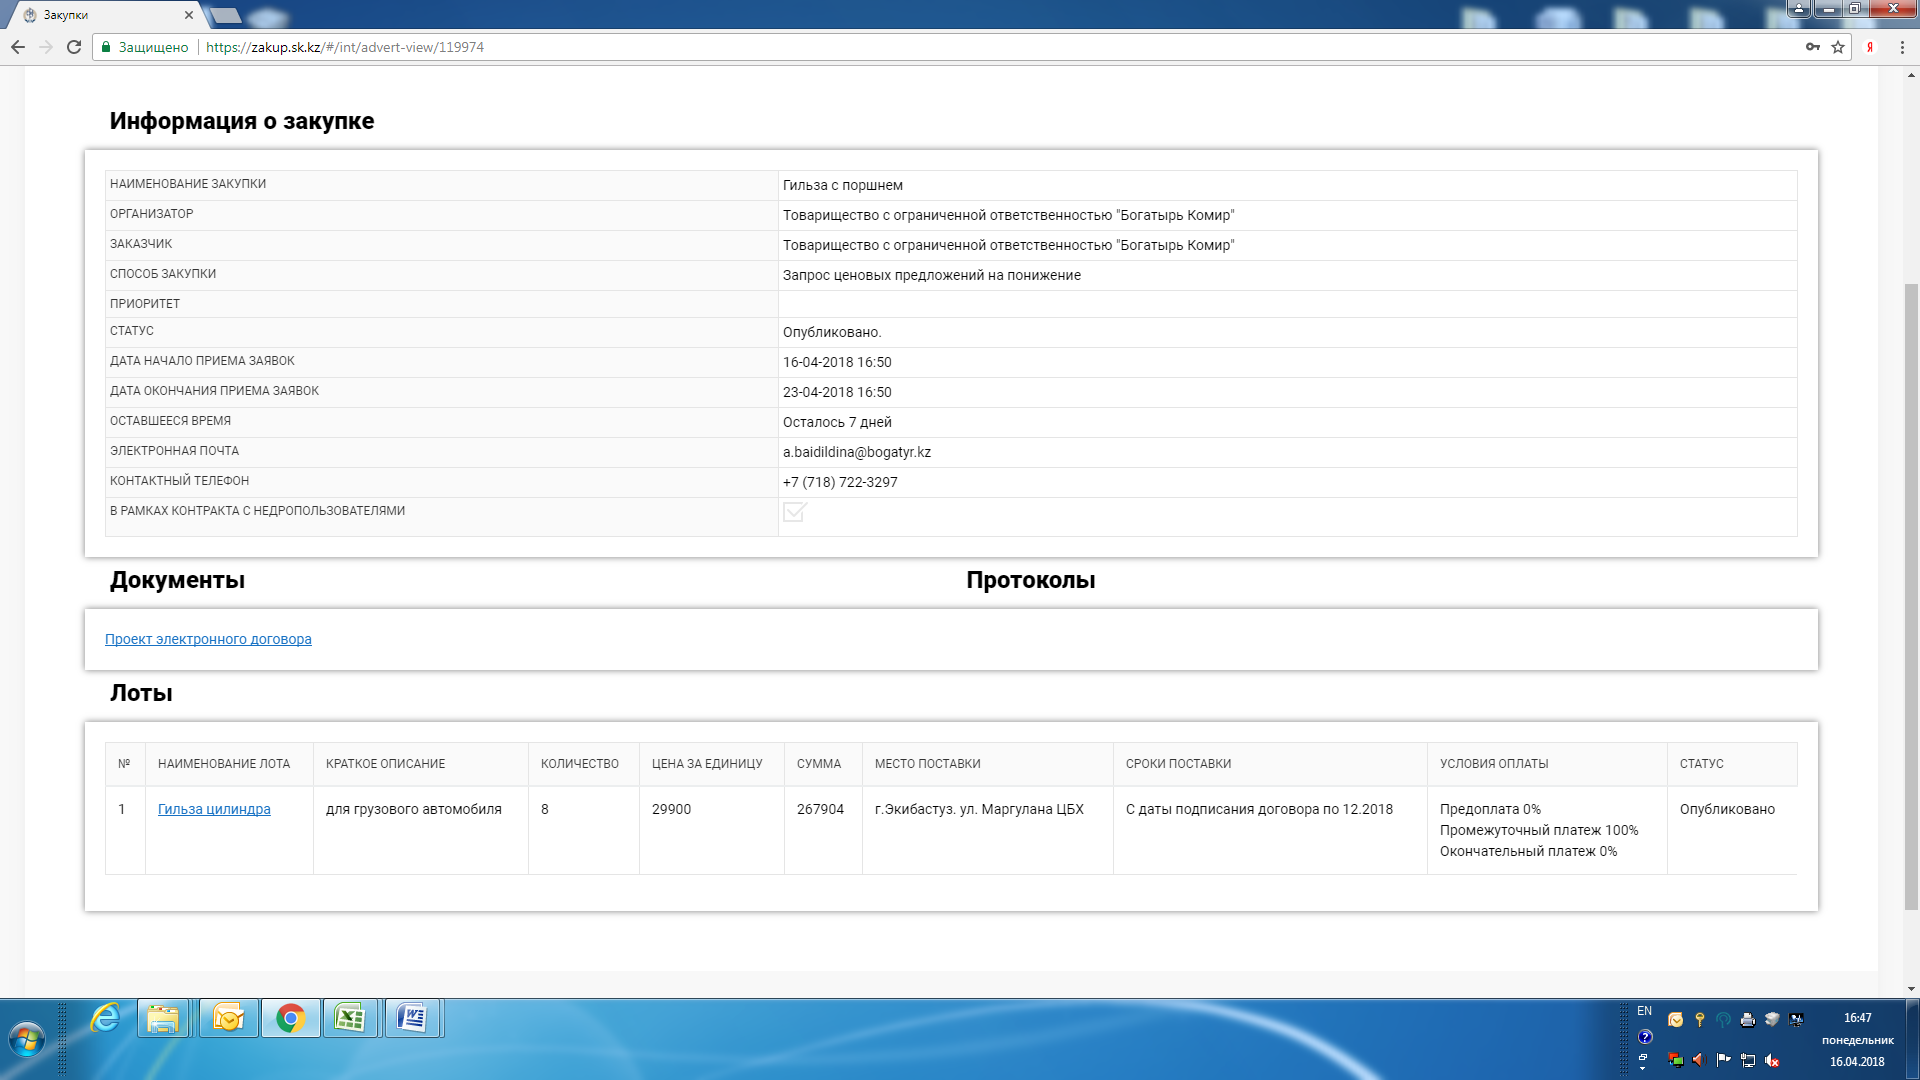 Закупки
Защищено
https://zakup.sk.kz/#/int/advert-view/119974
Информация о закупке
НАИМЕНОВАНИЕ ЗАКУПКИ Гильза с поршнем
ОРГАНИЗАТОР Товарищество с ограниченной ответственностью "Богатырь Комир"
ЗАКАЗЧИК Товарищество с ограниченной ответственностью "Богатырь Комир"
СПОСОБ ЗАКУПКИ Запрос ценовых предложений на понижение
ПРИОРИТЕТ
СТАТУС Опубликовано.
ДАТА НАЧАЛО ПРИЕМА ЗАЯВОК 16-04-2018 16:50
ДАТА ОКОНЧАНИЯ ПРИЕМА ЗАЯВОК 23-04-2018 16:50
ОСТАВШЕЕСЯ ВРЕМЯ Осталось 7 дней
ЭЛЕКТРОННАЯ ПОЧТА a.baidildina@bogatyr.kz
КОНТАКТНЫЙ ТЕЛЕФОН +7 (718) 722-3297
В РАМКАХ КОНТРАКТА С НЕДРОПОЛЬЗОВАТЕЛЯМИ
Документы Протоколы
Проект электронного договора
Лоты
№ НАИМЕНОВАНИЕ ЛОТА КРАТКОЕ ОПИСАНИЕ КОЛИЧЕСТВО ЦЕНА ЗА ЕДИНИЦУ СУММА МЕСТО ПОСТАВКИ СРОКИ ПОСТАВКИ УСЛОВИЯ ОПЛАТЫ СТАТУС
1 Гильза цилиндра для грузового автомобиля 8 29900 267904 г.Экибастуз. ул. Маргулана ЦБХ С даты подписания договора по 12.2018 Предоплата 0% Опубликовано
Промежуточный платеж 100%
Окончательный платеж 0%
EN
16:47
понедельник
16.04.2018